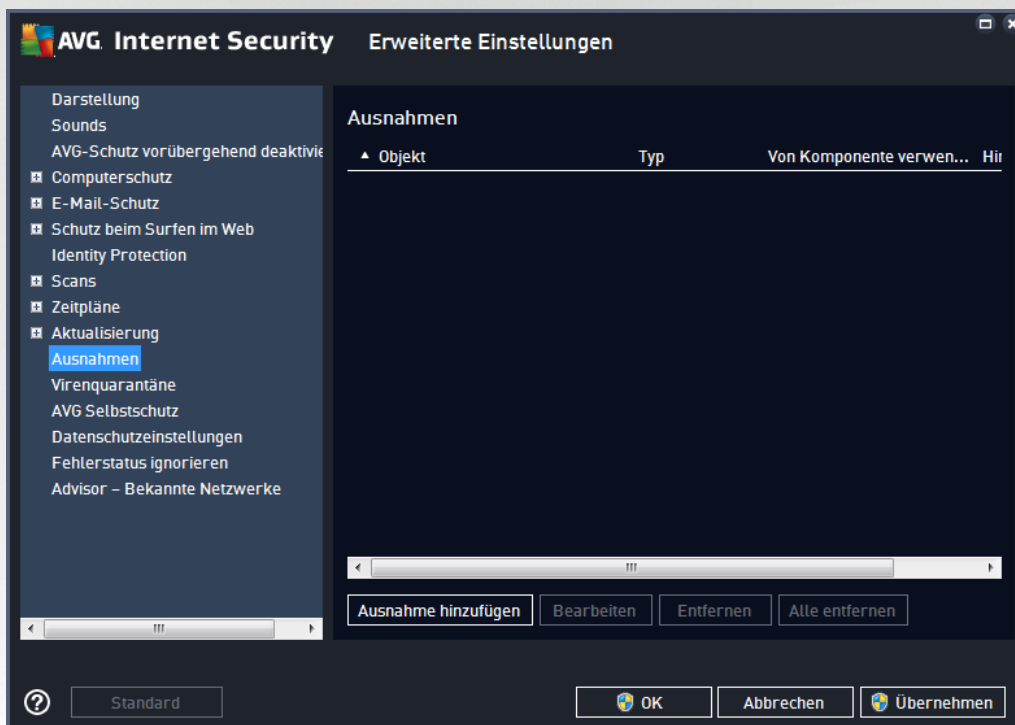 AVG Internet Security Erweiterte Einstellungen
Darstellung
Sounds
AVG-Schutz vorübergehend deaktivie
Computerschutz
E-Mail-Schutz
Schutz beim Surfen im Web
Identity Protection
Scans
Zeitpläne
Aktualisierung
Ausnahmen
Virenquarantäne
AVG Selbstschutz
Datenschutzeinstellungen
Fehlerstatus ignorieren
Advisor – Bekannte Netzwerke
Ausnahmen
Objekt Typ Von Komponente verwen... Hir
Ausnahme hinzufügen Bearbeiten Entfernen Alle entfernen
Standard OK Abbrechen Übernehmen